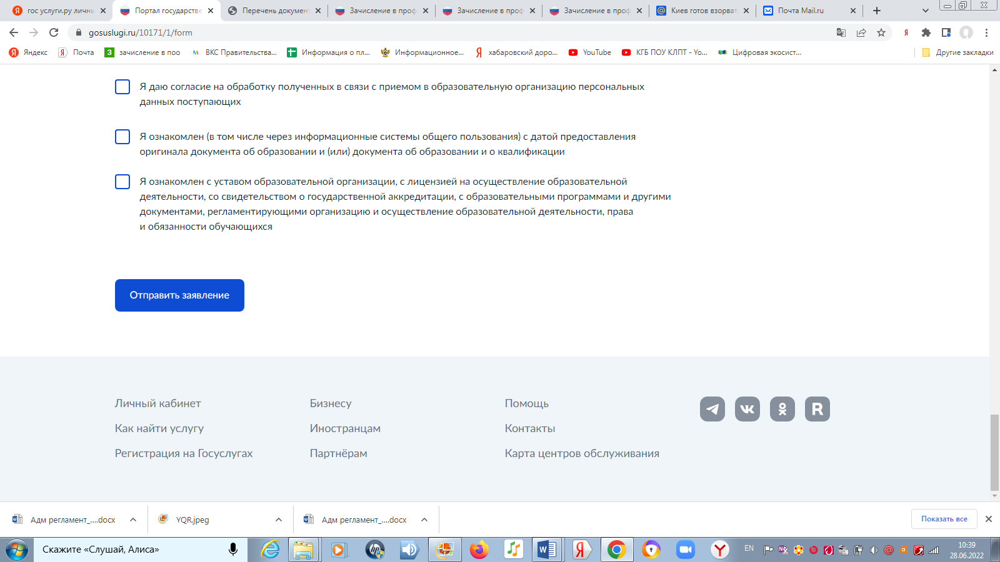 гос услуги.ру личнь
Портал государстве
Перечень документ
Зачисление в проф
Зачисление в проф
Зачисление в проф
Киев готов взорват
Почта Mail.ru
gosuslugi.ru/10171/1/form
Яндекс
Почта
зачисление в поо
ВКС Правительства...
Информация о пл...
Информационное...
хабаровский доро...
YouTube
КГБ ПОУ КЛПТ - Yo...
Цифровая экосист...
Другие закладки
Я даю согласие на обработку полученных в связи с приемом в образовательную организацию персональных
данных поступающих
Я ознакомлен (в том числе через информационные системы общего пользования) с датой предоставления
оригинала документа об образовании и (или) документа об образовании и о квалификации
Я ознакомлен с уставом образовательной организации, с лицензией на осуществление образовательной
деятельности, со свидетельством о государственной аккредитации, с образовательными программами и другими
документами, регламентирующими организацию и осуществление образовательной деятельности, права
и обязанности обучающихся
Отправить заявление
Личный кабинет
Бизнесу
Помощь
Как найти услугу
Иностранцам
Контакты
Регистрация на Госуслугах
Партнёрам
Карта центров обслуживания
Адм регламент_....docx
YQR.jpeg
Адм регламент_....docx
Показать все
Скажите «Слушай, Алиса»
EN
10:39
28.06.2022